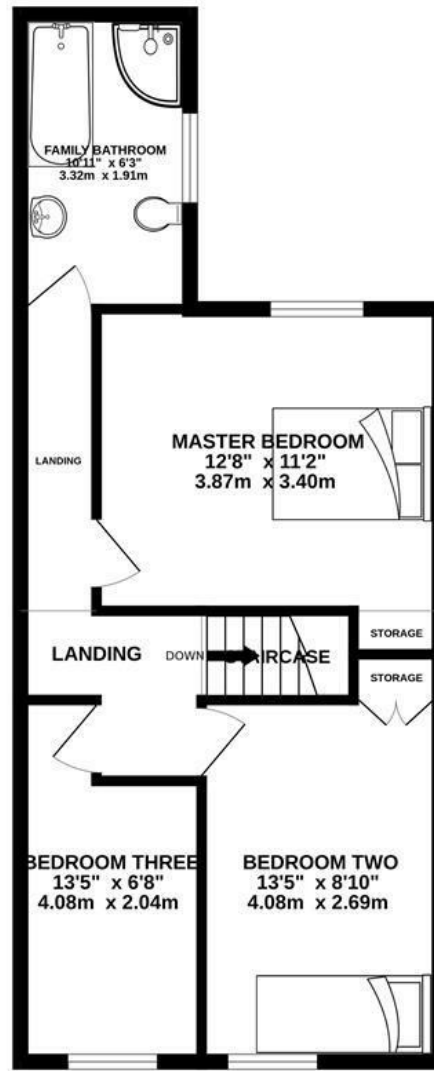 FAMILY BATHROOM
10'11" x 6'3"
3.32m x 1.91m
MASTER BEDROOM
12'8" x 11'2"
3.87m x 3.40m
LANDING
STORAGE
LANDING
DOWN
STAIRCASE
STORAGE
BEDROOM THREE
13'5" x 6'8"
4.08m x 2.04m
BEDROOM TWO
13'5" x 8'10"
4.08m x 2.69m